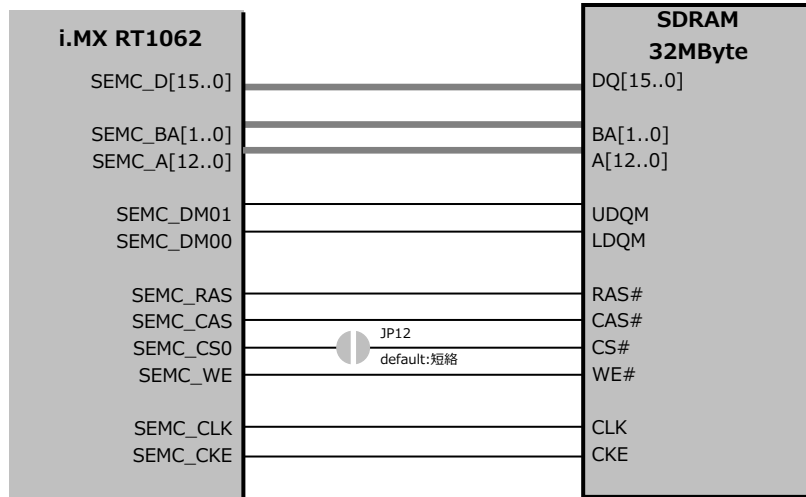 i.MX RT1062
SEMC_D[15..0]
SEMC_BA[1..0]
SEMC_A[12..0]
SEMC_DM01
SEMC_DM00
SEMC_RAS
SEMC_CAS
SEMC_CS0
SEMC_WE
SEMC_CLK
SEMC_CKE
JP12
default:短絡
SDRAM
32MByte
DQ[15..0]
BA[1..0]
A[12..0]
UDQM
LDQM
RAS#
CAS#
CS#
WE#
CLK
CKE